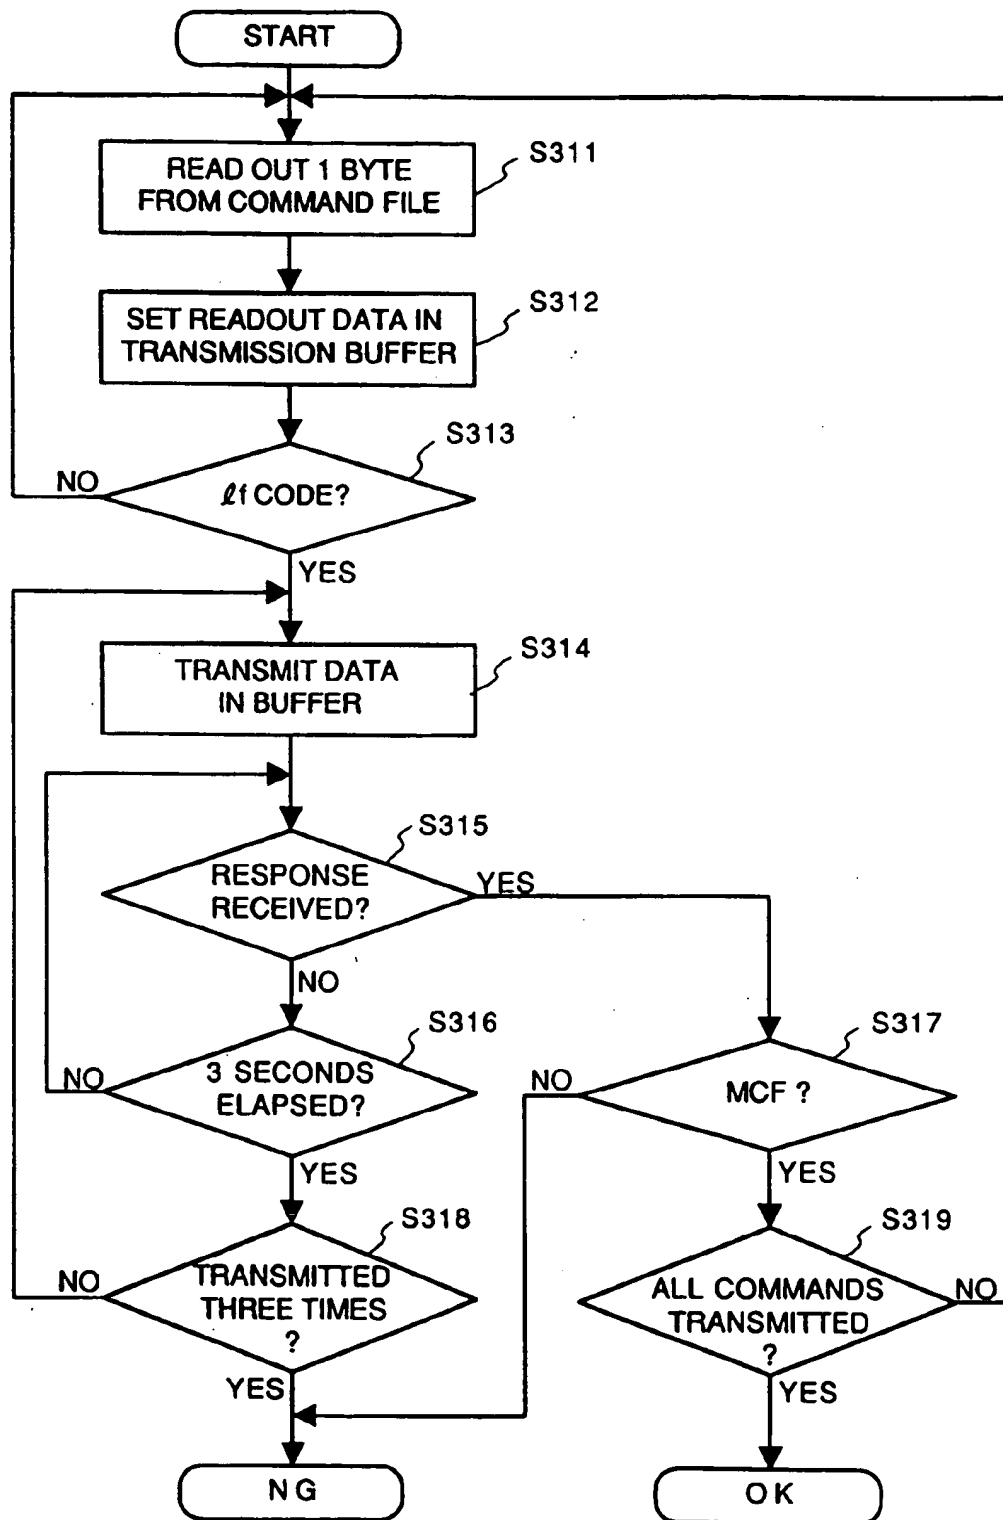 START
READ OUT 1 BYTE
FROM COMMAND FILE
S311
SET READOUT DATA IN
TRANSMISSION BUFFER
S312
ℓf CODE?
S313
NO
YES
TRANSMIT DATA
IN BUFFER
S314
RESPONSE
RECEIVED?
S315
YES
NO
3 SECONDS
ELAPSED?
S316
NO
YES
MCF ?
S317
NO
YES
TRANSMITTED
THREE TIMES
?
S318
NO
YES
ALL COMMANDS
TRANSMITTED
?
S319
NO
YES
NG
OK